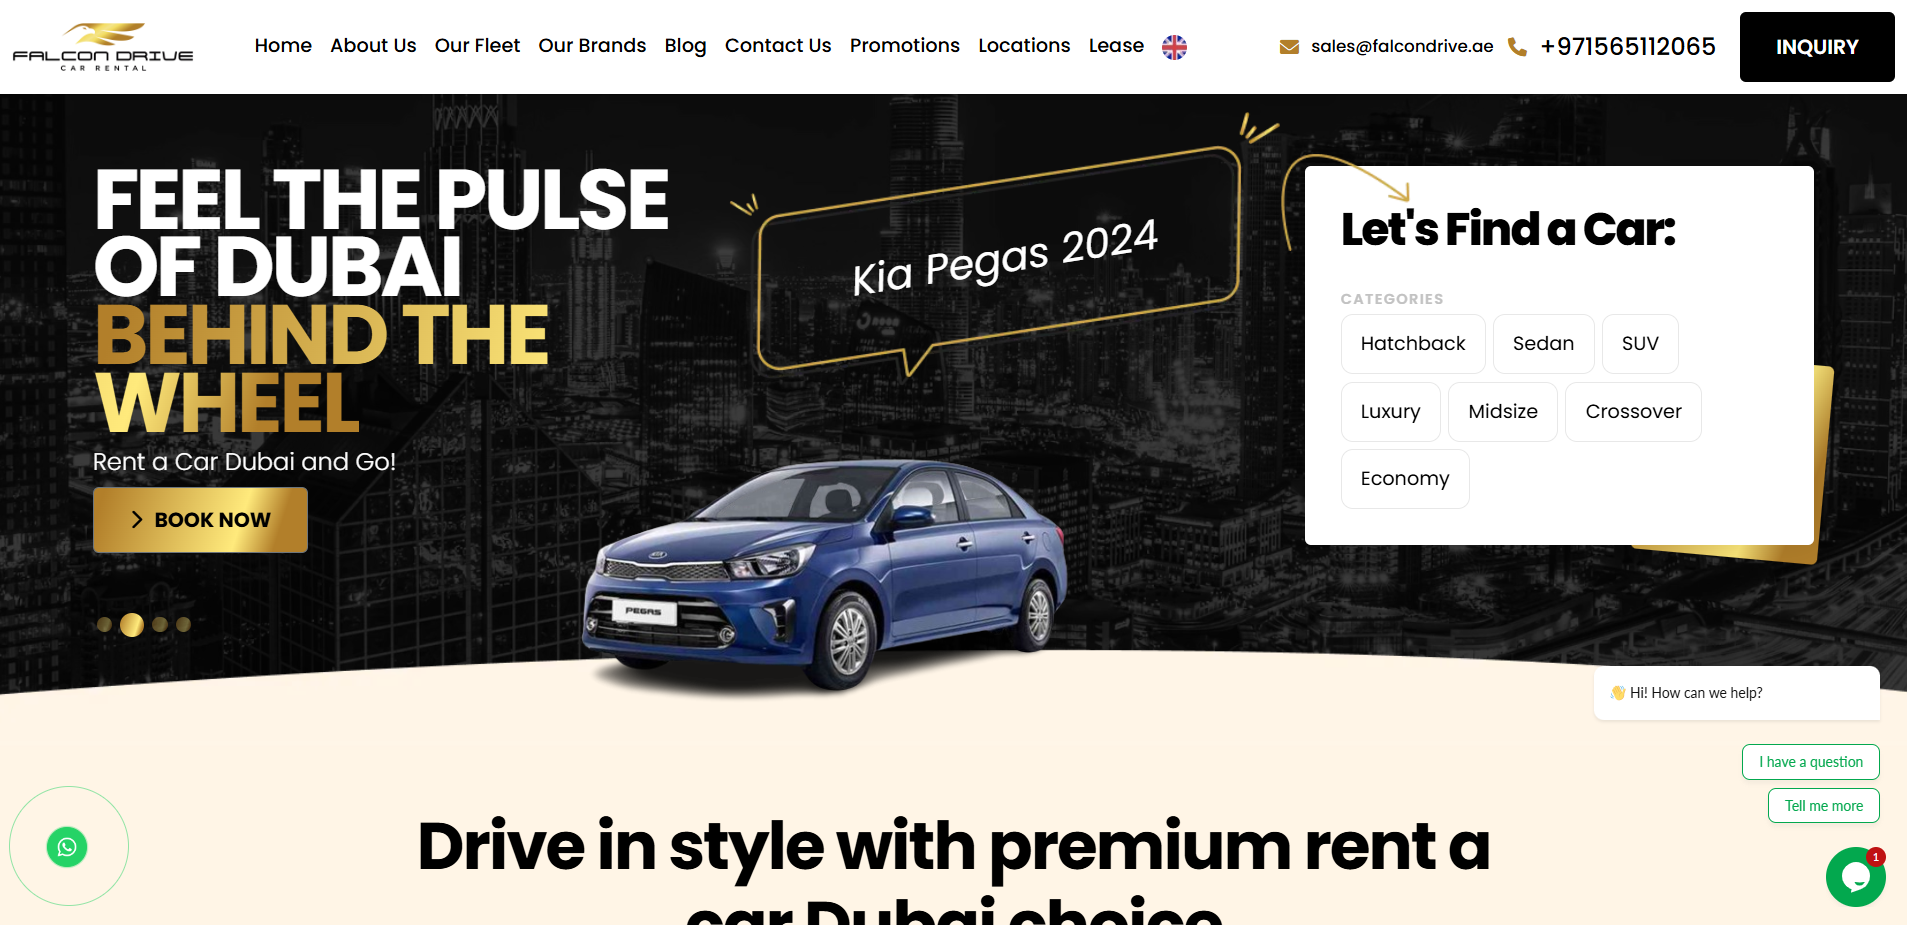 FALCON DRIVE
CAR RENTAL
Home About Us Our Fleet Our Brands Blog Contact Us Promotions Locations Lease
sales@falcondrive.ae +971565112065
INQUIRY
FEEL THE PULSE
OF DUBAI
BEHIND THE
WHEEL
Rent a Car Dubai and Go!
BOOK NOW
Kia Pegas 2024
KIA
PEGAS
Let's Find a Car:
CATEGORIES
Hatchback Sedan SUV
Luxury Midsize Crossover
Economy
👋 Hi! How can we help?
I have a question
Tell me more
1
Drive in style with premium rent a
car Dubai choice